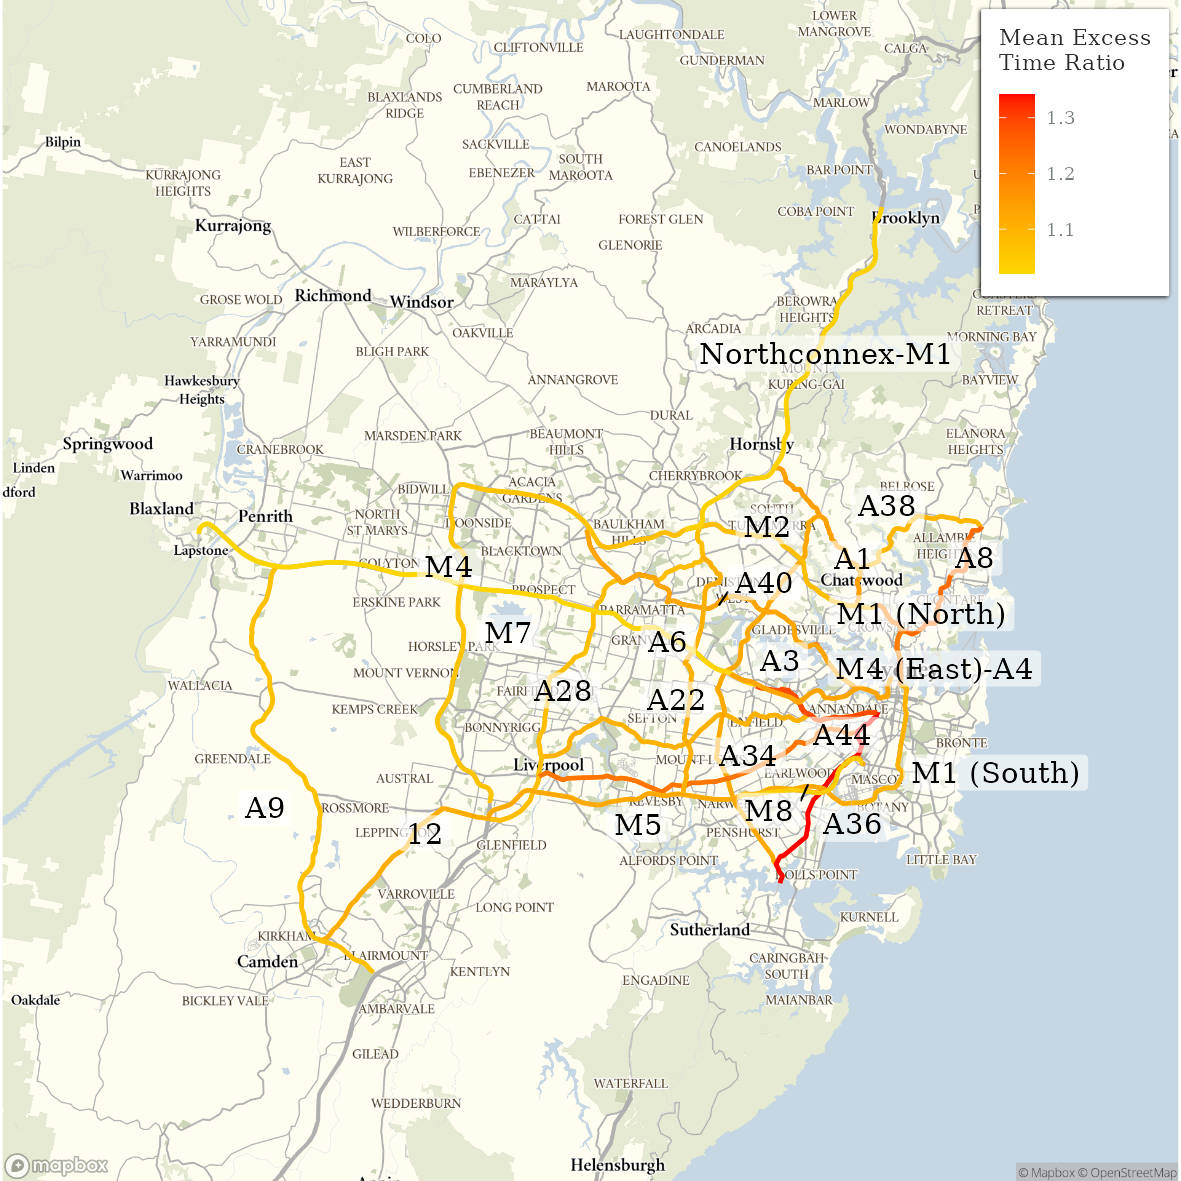 LOWER
MANGROVE
LAUGHTONDALE
COLO
CLIFTONVILLE
CALGA
GUNDERMAN
Mean Excess
Time Ratio
1.3
1.2
1.1
CUMBERLAND
REACH
MAROOTA
BLAXLANDS
RIDGE
MARLOW
WONDABYNE
Bilpin
SACKVILLE
CANOELANDS
EAST
KURRAJONG
SOUTH
MAROOTA
EBENEZER
BAR POINT
KURRAJONG
HEIGHTS
COBA POINT
Brooklyn
CATTAI
FOREST GLEN
Kurrajong
WILBERFORCE
GLENORIE
MARAYLYA
GROSE WOLD
Richmond
Windsor
BEROWRA
HEIGHTS
RETREAT
ARCADIA
OAKVILLE
MORNING BAY
YARRAMUNDI
BLIGH PARK
Northconnex-M1
MOUNT
KURING-GAI
Hawkesbury
Heights
ANNANGROVE
BAYVIEW
DURAL
Springwood
MARSDEN PARK
BEAUMONT
HILLS
Hornsby
ELANORA
HEIGHTS
CRANEBROOK
Linden
Warrimoo
CHERRYBROOK
dford
BIDWILL
ACACIA
GARDENS
BELROSE
A38
Blaxland
Penrith
NORTH
ST MARYS
DOONSIDE
BAULKHAM
HILLS
SOUTH
M2
ALLAMBIE
HEIGHTS
Lapstone
COLYTON
M4
BLACKTOWN
A1
A8
Chatswood
PROSPECT
DENISTONE
WEST
A40
ERSKINE PARK
PARRAMATTA
M1 (North)
M7
GLADESVILLE
HORSLEY PARK
A6
A3
M4 (East)-A4
MOUNT VERNON
WALLACIA
A28
A22
KEMPS CREEK
ANNANDALE
BONNYRIGG
SEFTON
ENFIELD
A44
BRONTE
GREENDALE
Liverpool
A34
AUSTRAL
EARLWOOD
MASCOT
M1 (South)
A9
ROSSMORE
REVESBY
M8
BOTANY
LEPPINGTON
12
M5
PENSHURST
A36
GLENFIELD
ALFORDS POINT
LITTLE BAY
DOLLS POINT
VARROVILLE
LONG POINT
KURNELL
Sutherland
KIRKHAM
BLAIRMOUNT
CARINGBAH
SOUTH
Camden
KENTLYN
ENGADINE
Oakdale
BICKLEY VALE
AMBARVALE
MAIANBAR
GILEAD
WATERFALL
WEDDERBURN
Helensburgh
mapbox
© Mapbox © OpenStreetMap